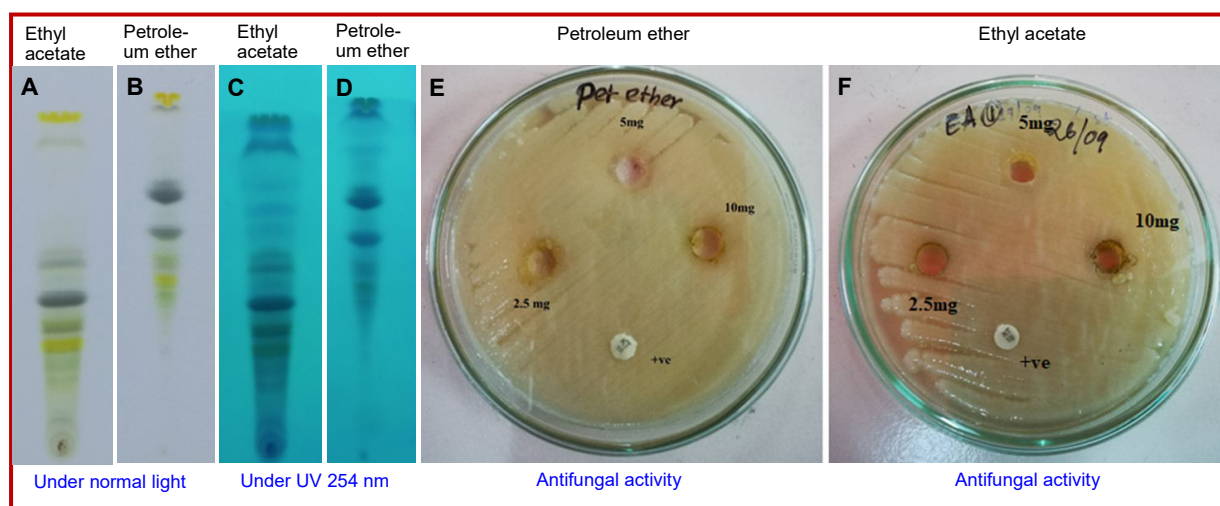 Ethyl
acetate
Petrole-
um ether
Ethyl
acetate
Petrole-
um ether
Petroleum ether
Ethyl acetate
A
B
C
D
E
F
Pet ether
5mg
10mg
2.5 mg
+ve
EA
5mg
26/09
10mg
2.5mg
+ve
Under normal light
Under UV 254 nm
Antifungal activity
Antifungal activity